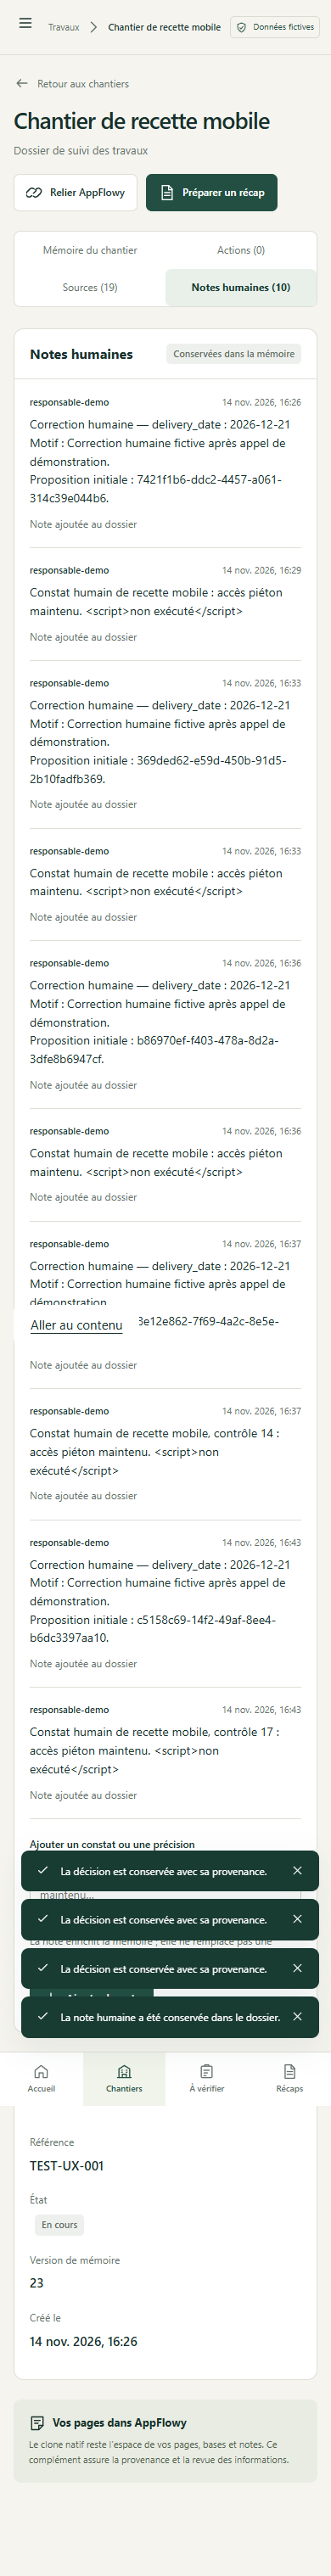 Travaux
Chantier de recette mobile
Données fictives
Retour aux chantiers
Chantier de recette mobile
Dossier de suivi des travaux
Relier AppFlowy
Préparer un récap
Mémoire du chantier
Actions (0)
Sources (19)
Notes humaines (10)
Notes humaines
Conservées dans la mémoire
responsable-demo
14 nov. 2026, 16:26
Correction humaine — delivery_date : 2026-12-21
Motif : Correction humaine fictive après appel de
démonstration.
Proposition initiale : 7421f1b6-ddc2-4457-a061-
314c39e044b6.
Note ajoutée au dossier
responsable-demo
14 nov. 2026, 16:29
Constat humain de recette mobile : accès piéton
maintenu. <script>non exécuté</script>
Note ajoutée au dossier
responsable-demo
14 nov. 2026, 16:33
Correction humaine — delivery_date : 2026-12-21
Motif : Correction humaine fictive après appel de
démonstration.
Proposition initiale : 369ded62-e59d-450b-91d5-
2b10fadfb369.
Note ajoutée au dossier
responsable-demo
14 nov. 2026, 16:33
Constat humain de recette mobile : accès piéton
maintenu. <script>non exécuté</script>
Note ajoutée au dossier
responsable-demo
14 nov. 2026, 16:36
Correction humaine — delivery_date : 2026-12-21
Motif : Correction humaine fictive après appel de
démonstration.
Proposition initiale : b86970ef-f403-478a-8d2a-
3dfe8b6947cf.
Note ajoutée au dossier
responsable-demo
14 nov. 2026, 16:36
Constat humain de recette mobile : accès piéton
maintenu. <script>non exécuté</script>
Note ajoutée au dossier
responsable-demo
14 nov. 2026, 16:37
Correction humaine — delivery_date : 2026-12-21
Motif : Correction humaine fictive après appel de
démonstration.
Aller au contenu
3e12e862-7f69-4a2c-8e5e-
Note ajoutée au dossier
responsable-demo
14 nov. 2026, 16:37
Constat humain de recette mobile, contrôle 14 :
accès piéton maintenu. <script>non
exécuté</script>
Note ajoutée au dossier
responsable-demo
14 nov. 2026, 16:43
Correction humaine — delivery_date : 2026-12-21
Motif : Correction humaine fictive après appel de
démonstration.
Proposition initiale : c5158c69-14f2-49af-8ee4-
b6dc3397aa10.
Note ajoutée au dossier
responsable-demo
14 nov. 2026, 16:43
Constat humain de recette mobile, contrôle 17 :
accès piéton maintenu. <script>non
exécuté</script>
Note ajoutée au dossier
Ajouter un constat ou une précision
La décision est conservée avec sa provenance.
maintenu...
La décision est conservée avec sa provenance.
La note enrichit la mémoire ; elle ne remplace pas une
La décision est conservée avec sa provenance.
La note humaine a été conservée dans le dossier.
Accueil
Chantiers
À vérifier
Récaps
Référence
TEST-UX-001
État
En cours
Version de mémoire
23
Créé le
14 nov. 2026, 16:26
Vos pages dans AppFlowy
Le clone natif reste l'espace de vos pages, bases et notes. Ce
complément assure la provenance et la revue des informations.